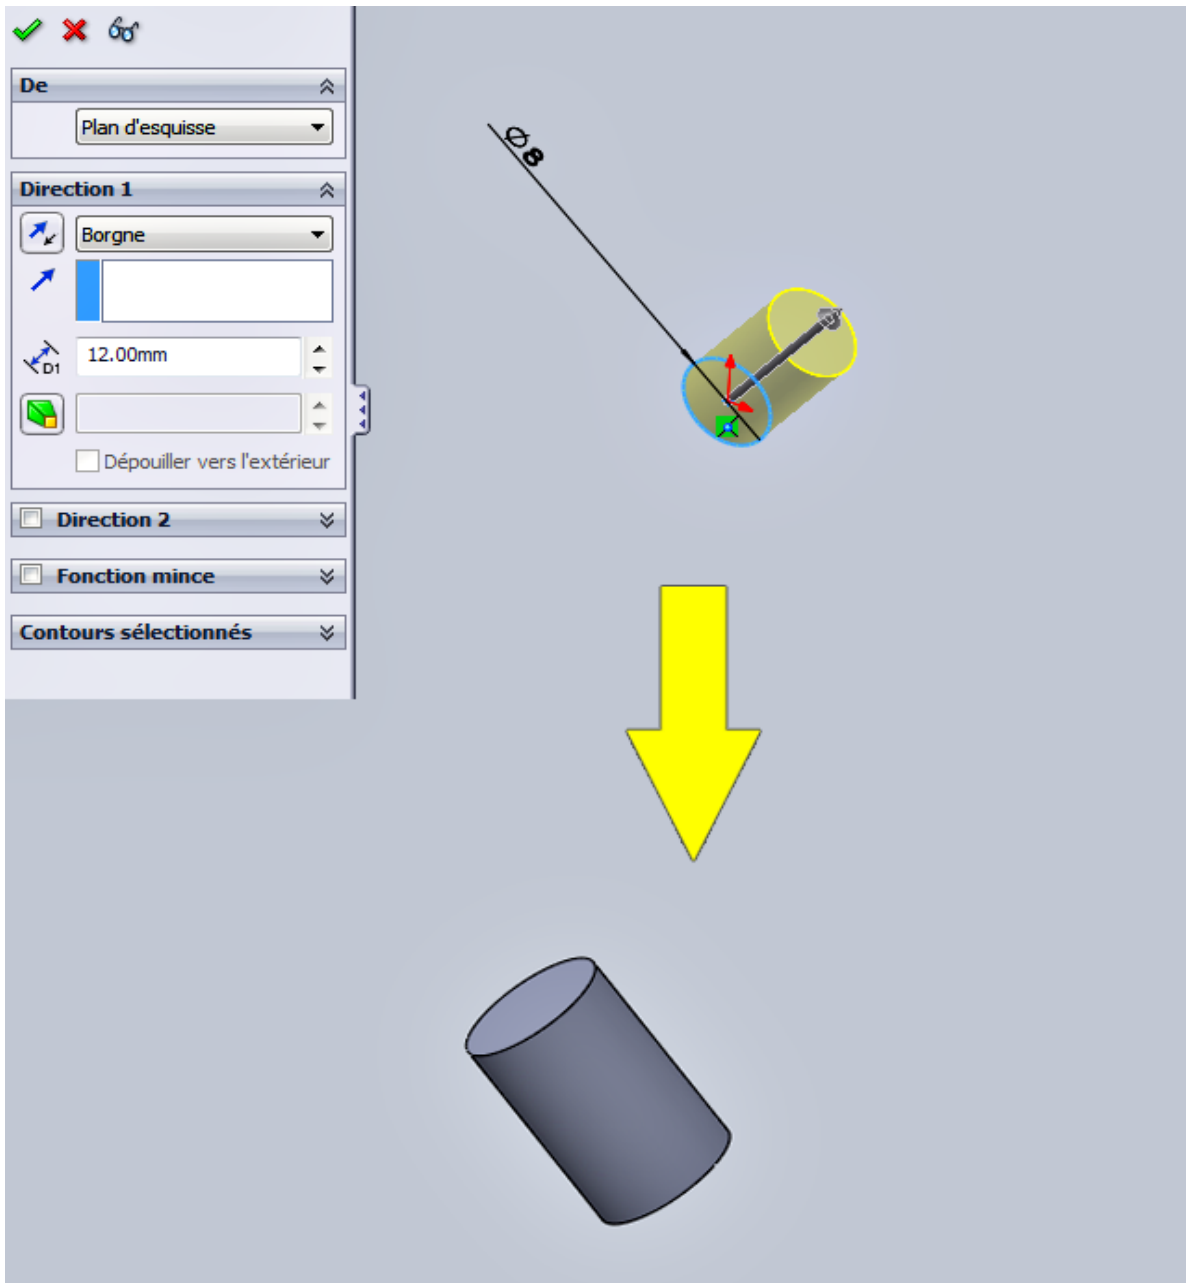 De
Plan d'esquisse
Ø8
Direction 1
Borgne
D1
12.00mm
Dépouiller vers l'extérieur
Direction 2
Fonction mince
Contours sélectionnés